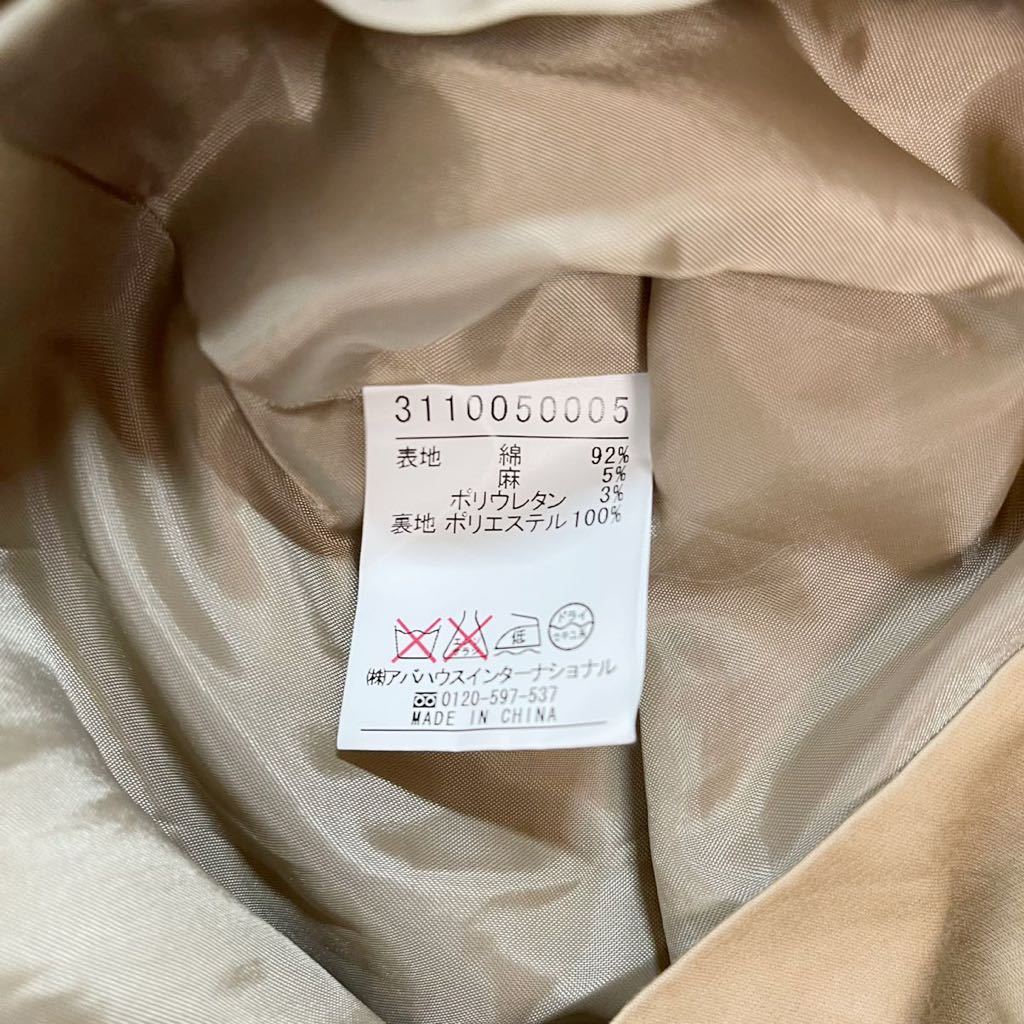 3110050005
表地 綿 92%
麻 5%
ポリウレタン 3%
裏地 ポリエステル 100%
低
ドライ
セキユ系
㈱アバハウスインターナショナル
0120-597-537
MADE IN CHINA